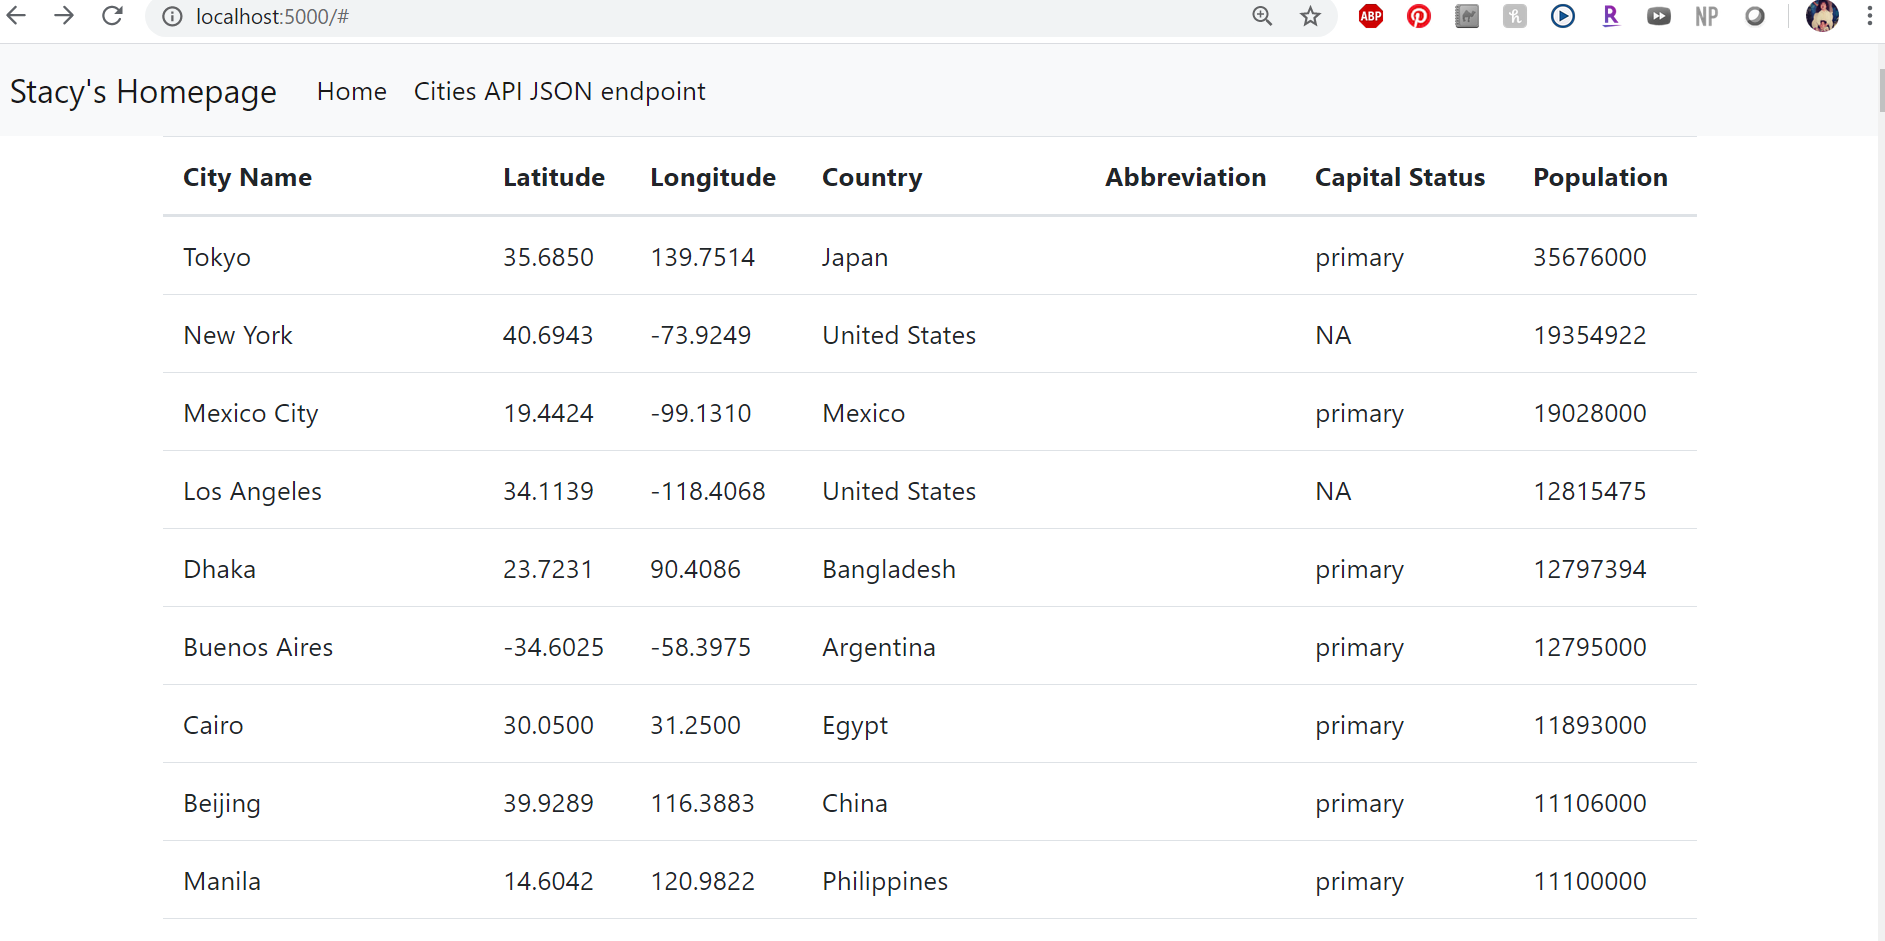 localhost:5000/#
ABP
R
NP
Stacy's Homepage Home Cities API JSON endpoint
City Name Latitude Longitude Country Abbreviation Capital Status Population
Tokyo 35.6850 139.7514 Japan primary 35676000
New York 40.6943 -73.9249 United States NA 19354922
Mexico City 19.4424 -99.1310 Mexico primary 19028000
Los Angeles 34.1139 -118.4068 United States NA 12815475
Dhaka 23.7231 90.4086 Bangladesh primary 12797394
Buenos Aires -34.6025 -58.3975 Argentina primary 12795000
Cairo 30.0500 31.2500 Egypt primary 11893000
Beijing 39.9289 116.3883 China primary 11106000
Manila 14.6042 120.9822 Philippines primary 11100000